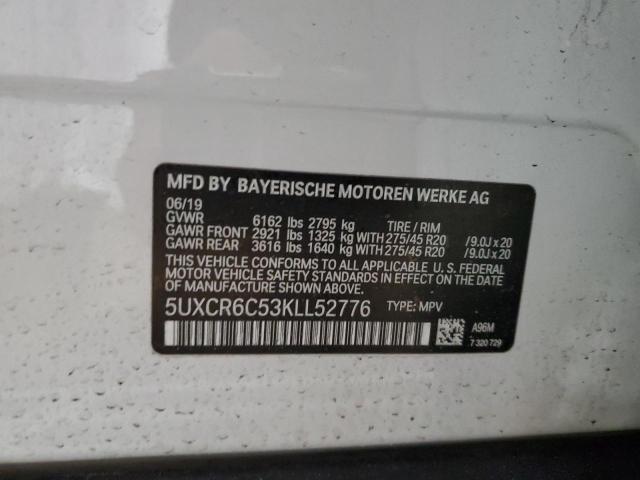 MFD BY BAYERISCHE MOTOREN WERKE AG
06/19
GVWR 6162 lbs 2795 kg TIRE / RIM
GAWR FRONT 2921 lbs 1325 kg WITH 275/45 R20 /9.0J x 20
GAWR REAR 3616 lbs 1640 kg WITH 275/45 R20 /9.0J x 20
THIS VEHICLE CONFORMS TO ALL APPLICABLE U. S. FEDERAL
MOTOR VEHICLE SAFETY STANDARDS IN EFFECT ON THE DATE
OF MANUFACTURE SHOWN ABOVE.
5UXCR6C53KLL52776 TYPE: MPV
A96M
7 320 729